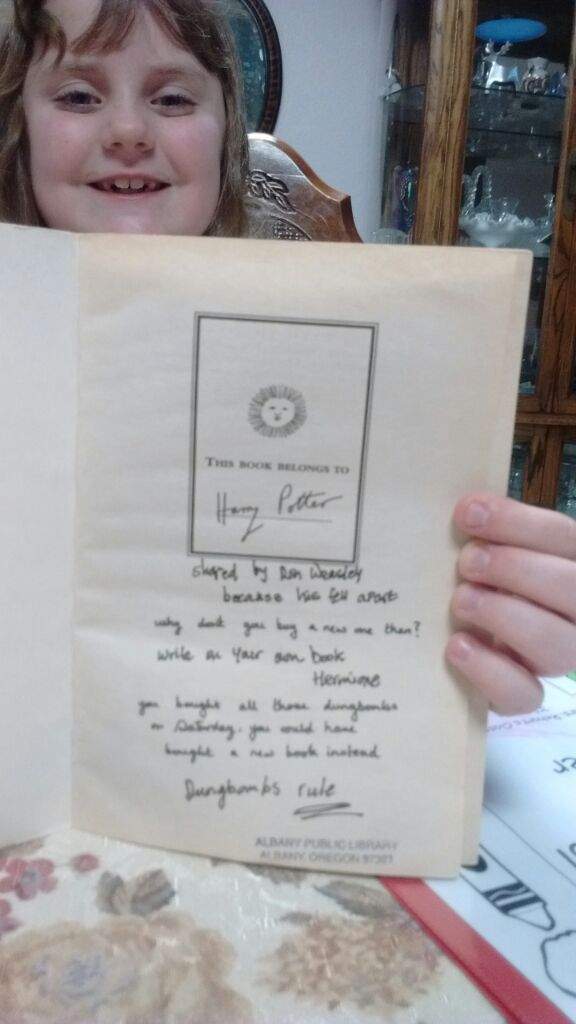 THIS BOOK BELONGS TO
Harry Potter
shared by Ron Weasley
because his fell apart
why don't you buy a new one then?
write on your own book
Hermione
you bought all those dungbombs
on Saturday. you could have
bought a new book instead
Dungbombs rule
ALBANY PUBLIC LIBRARY
ALBANY, OREGON 97321